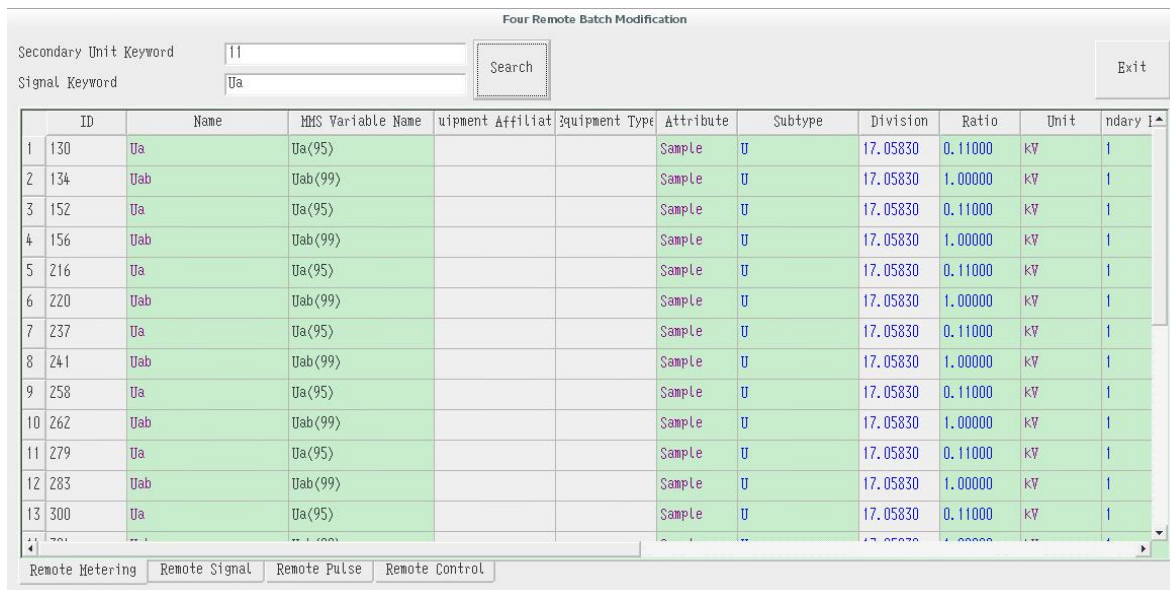 Four Remote Batch Modification
Secondary Unit Keyword 11
Search
Exit
Signal Keyword Ua
ID Name MMS Variable Name uipment Affiliat Equipment Type Attribute Subtype Division Ratio Unit ndary
1 130 Ua Ua(95) Sample U 17.05830 0.11000 kV 1
2 134 Uab Uab(99) Sample U 17.05830 1.00000 kV 1
3 152 Ua Ua(95) Sample U 17.05830 0.11000 kV 1
4 156 Uab Uab(99) Sample U 17.05830 1.00000 kV 1
5 216 Ua Ua(95) Sample U 17.05830 0.11000 kV 1
6 220 Uab Uab(99) Sample U 17.05830 1.00000 kV 1
7 237 Ua Ua(95) Sample U 17.05830 0.11000 kV 1
8 241 Uab Uab(99) Sample U 17.05830 1.00000 kV 1
9 258 Ua Ua(95) Sample U 17.05830 0.11000 kV 1
10 262 Uab Uab(99) Sample U 17.05830 1.00000 kV 1
11 279 Ua Ua(95) Sample U 17.05830 0.11000 kV 1
12 283 Uab Uab(99) Sample U 17.05830 1.00000 kV 1
13 300 Ua Ua(95) Sample U 17.05830 0.11000 kV 1
Remote Metering Remote Signal Remote Pulse Remote Control